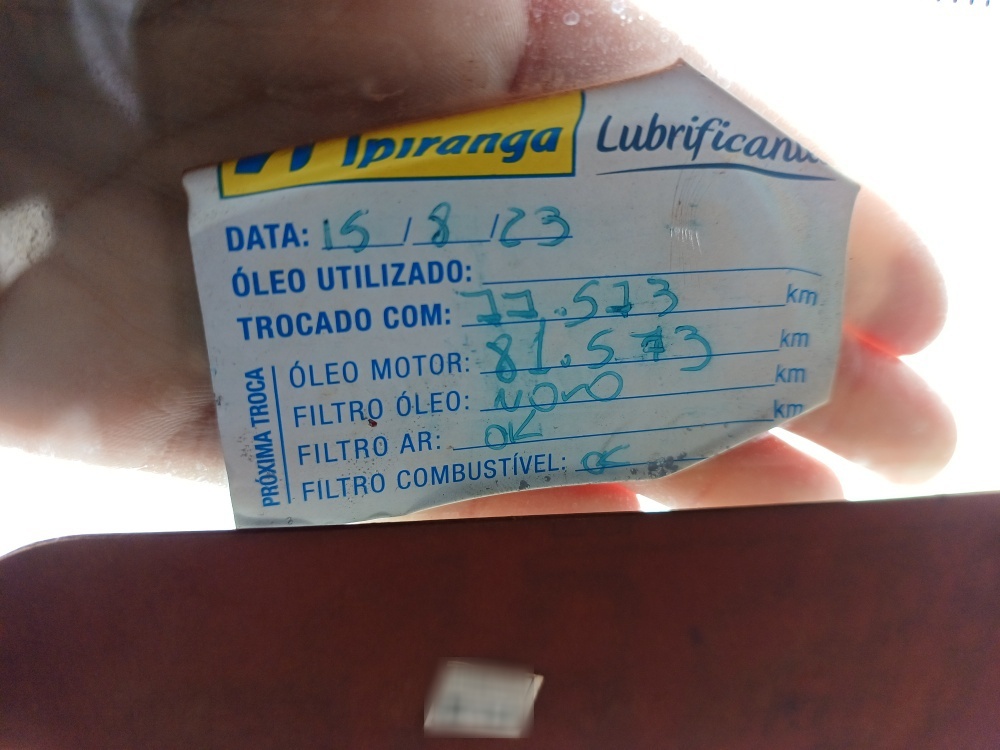 Ipiranga Lubrificant
DATA: 15/8/23
ÓLEO UTILIZADO:
TROCADO COM: 77.573 km
PRÓXIMA TROCA
ÓLEO MOTOR: 81.573 km
FILTRO ÓLEO: NOVO km
FILTRO AR: OK km
FILTRO COMBUSTÍVEL: OK